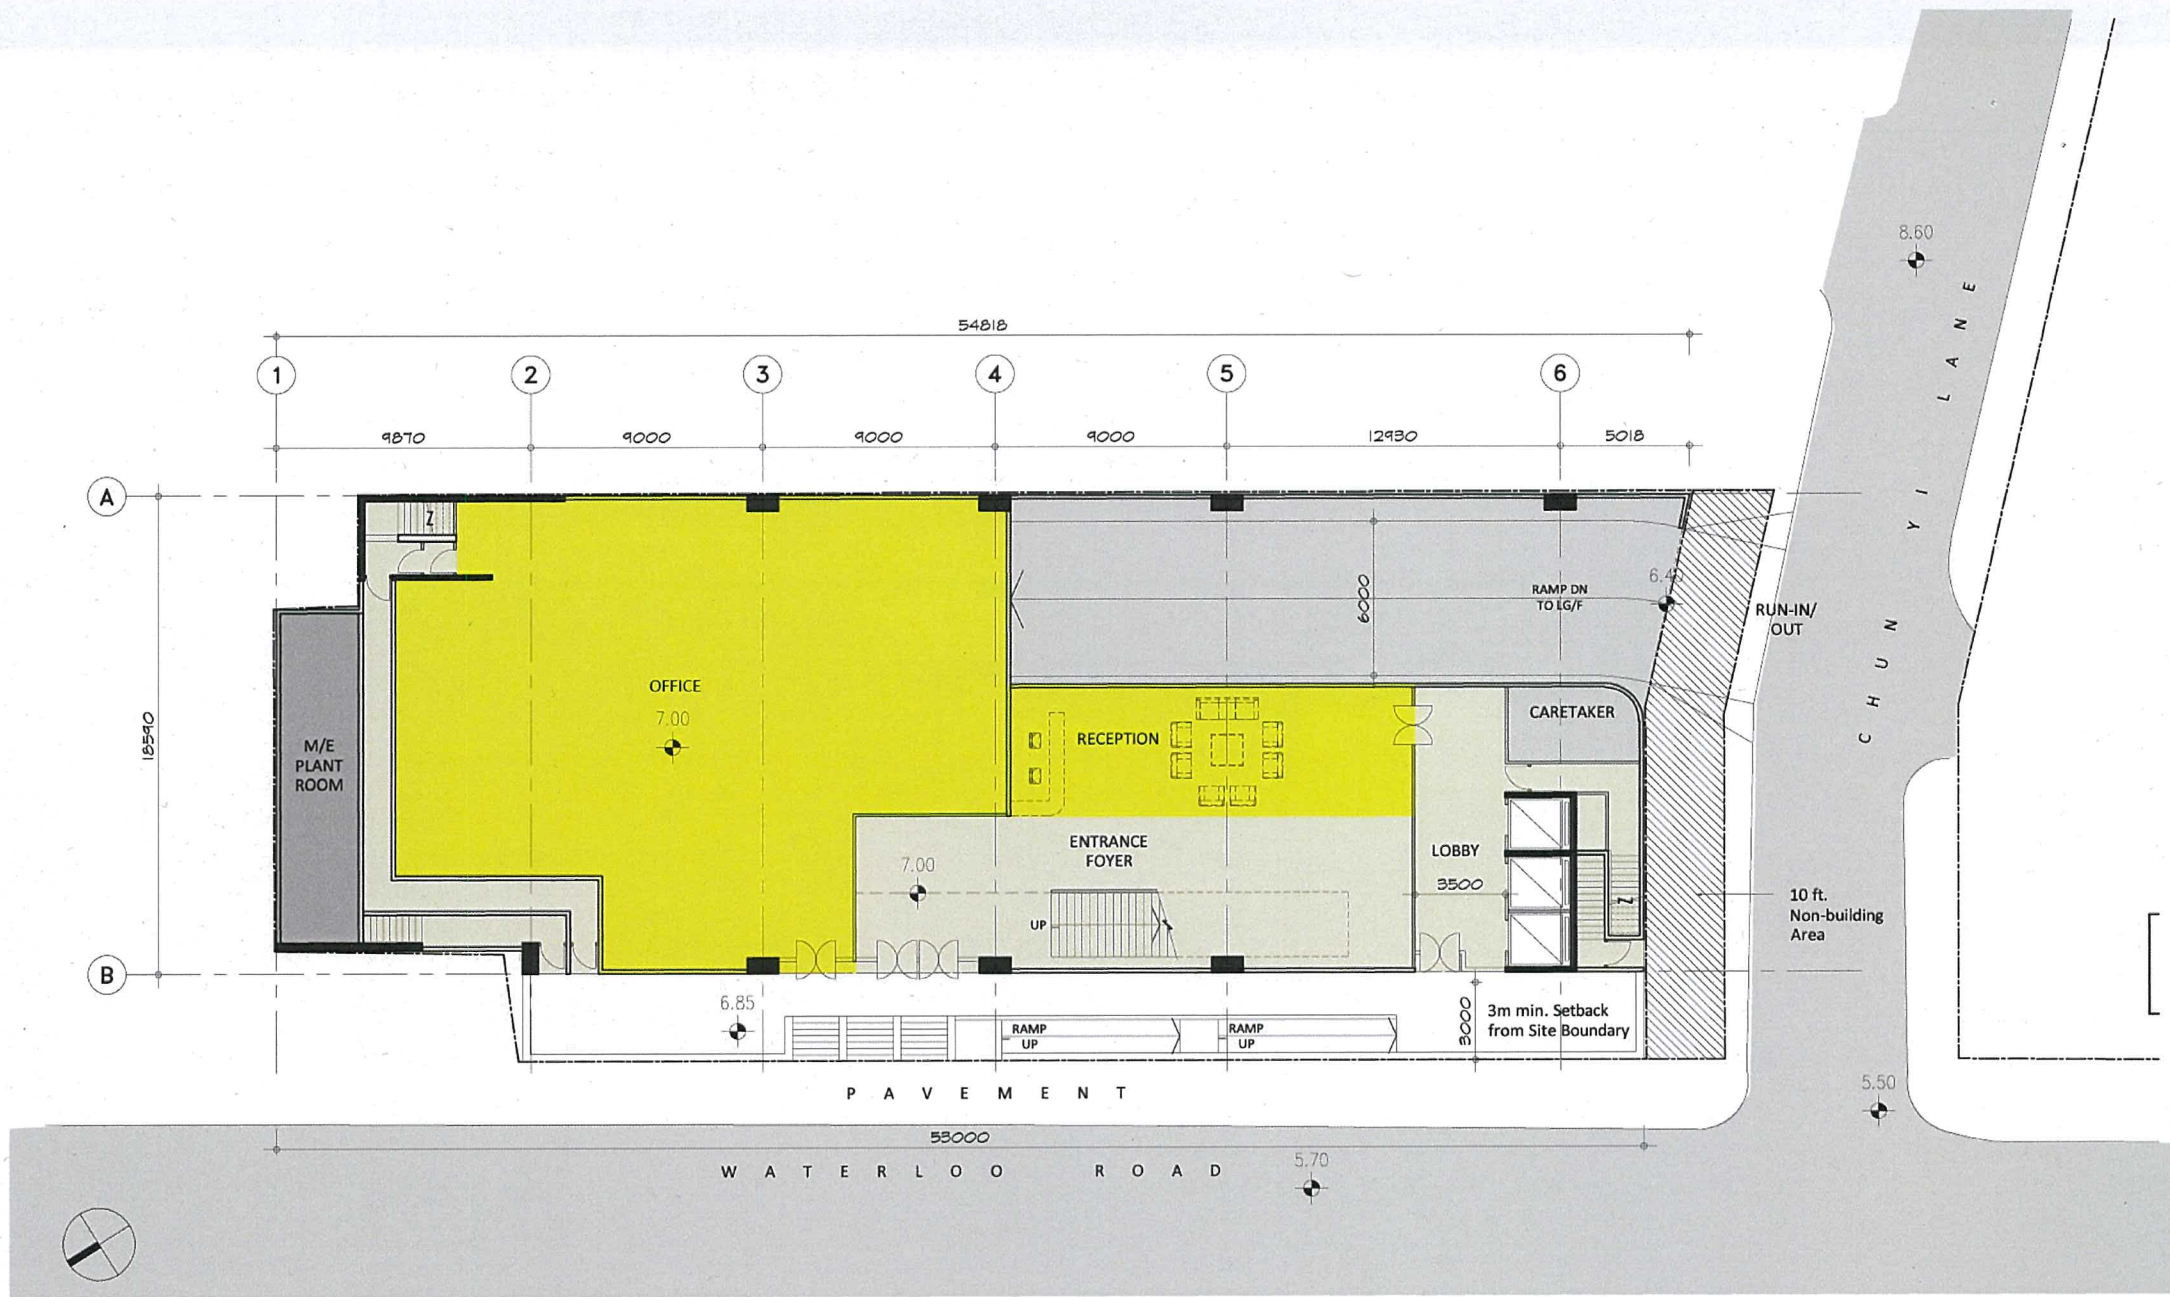 8.60
CHUN YI LANE
54818
1 2 3 4 5 6
9870 9000 9000 9000 12930 5018
A
6000
RAMP DN
TO LG/F
RUN-IN/
OUT
OFFICE
7.00
18590
M/E
PLANT
ROOM
RECEPTION
CARETAKER
ENTRANCE
FOYER
LOBBY
7.00
3500
UP
10 ft.
Non-building
Area
B
6.85
3000
3m min. Setback
from Site Boundary
RAMP
UP
RAMP
UP
PAVEMENT
5.50
53000
WATERLOO ROAD
5.70